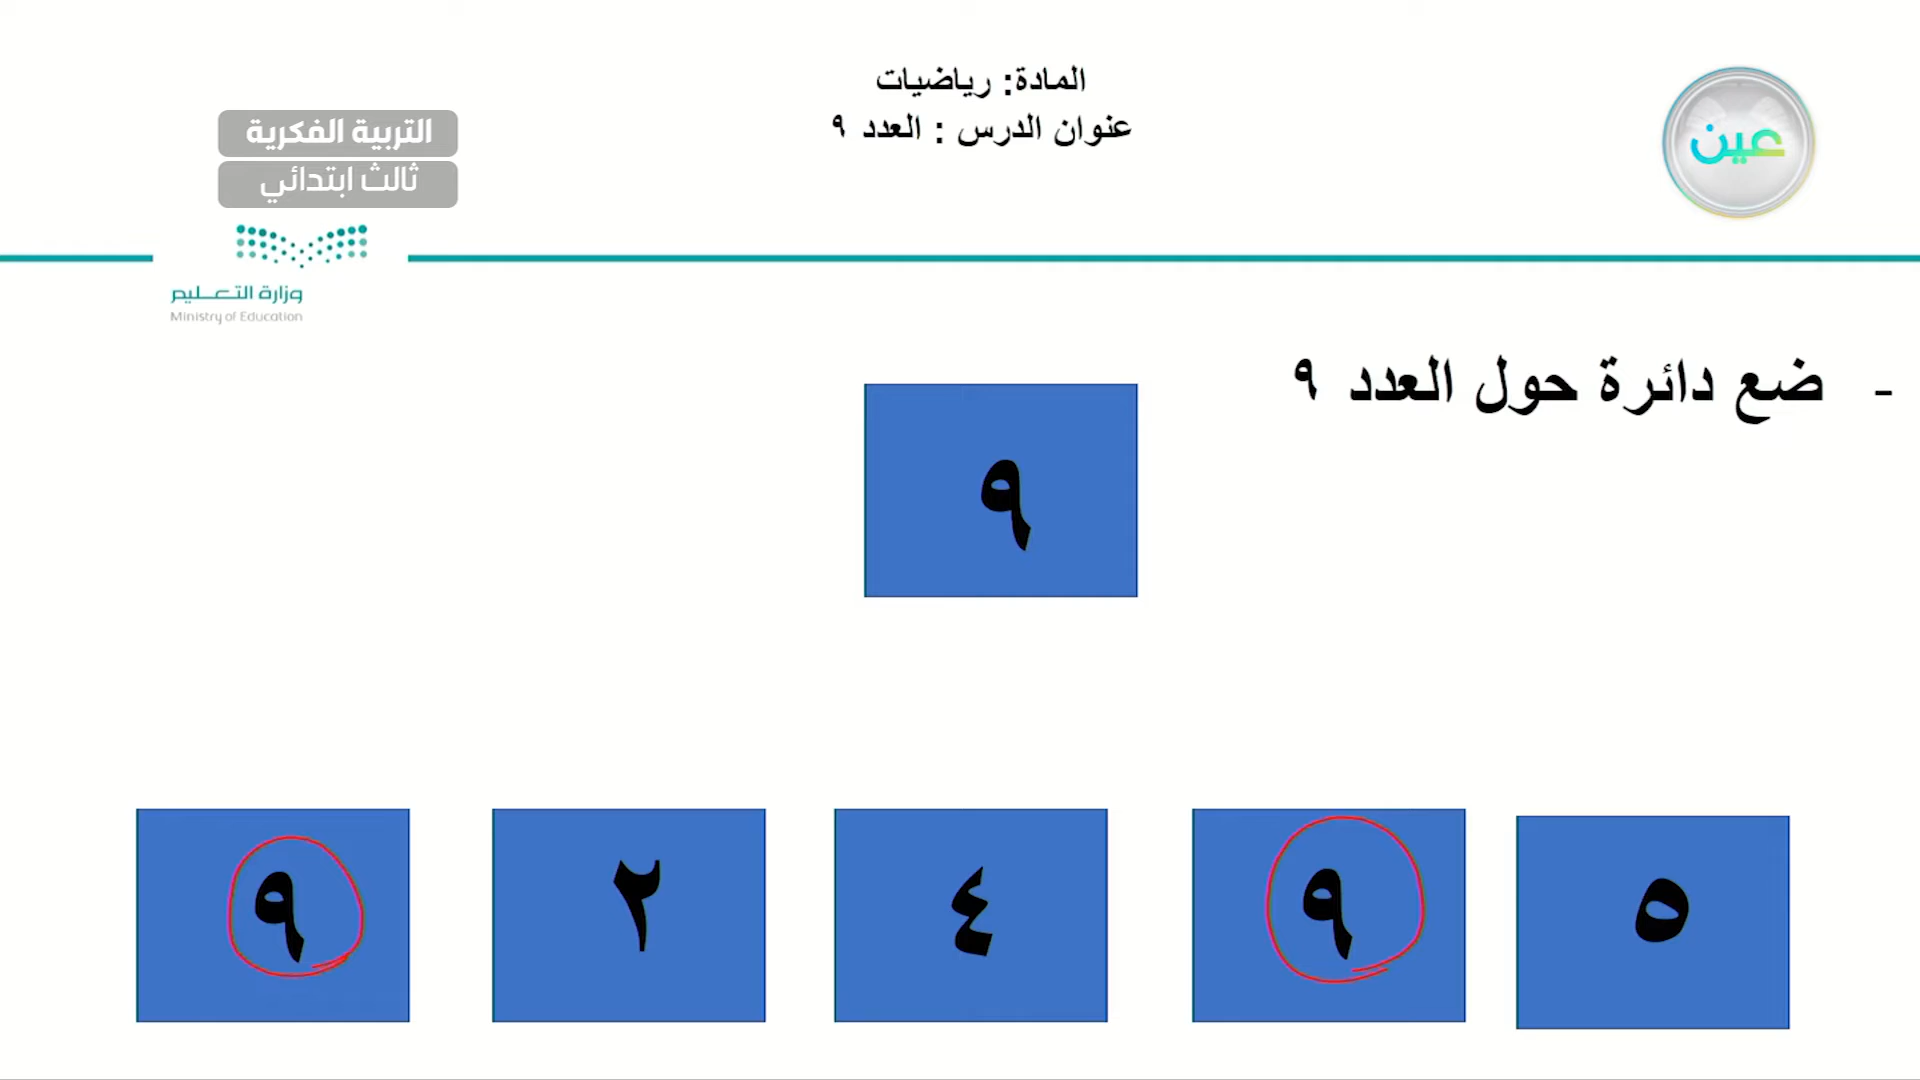 المادة: رياضيات
عنوان الدرس : العدد ٩
عين
التربية الفكرية
ثالث ابتدائي
وزارة التعليم
Ministry of Education
- ضع دائرة حول العدد ٩
٩
٥ ٩ ٤ ٢ ٩